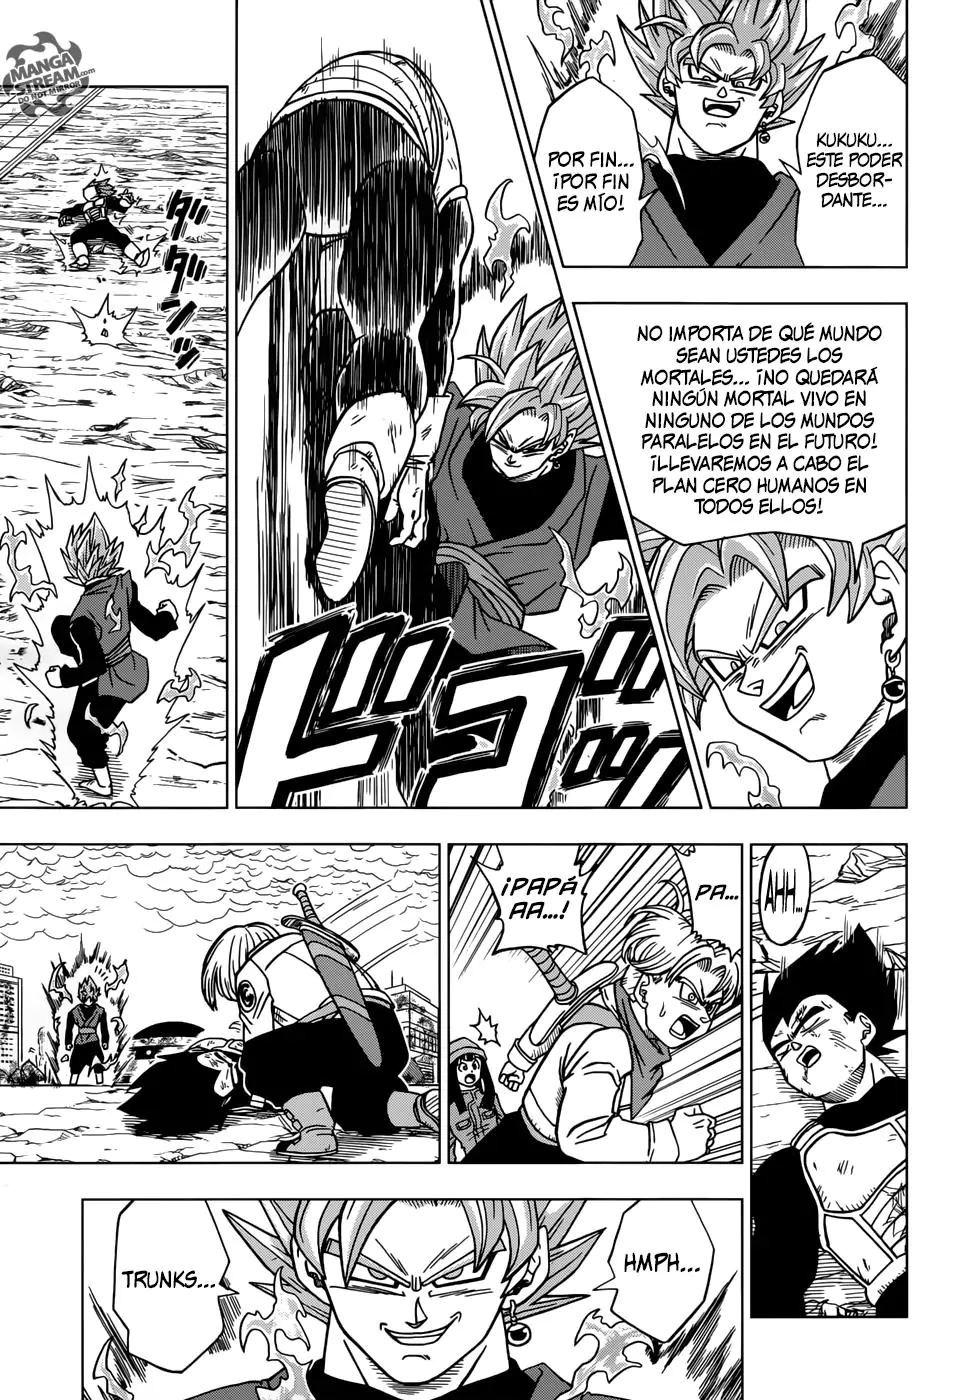 MANGA
STREAM.com
DO NOT MIRROR
KUKUKU...
ESTE PODER
DESBOR-
DANTE...
POR FIN...
¡POR FIN
ES MÍO!
NO IMPORTA DE QUÉ MUNDO
SEAN USTEDES LOS
MORTALES... ¡NO QUEDARÁ
NINGÚN MORTAL VIVO EN
NINGUNO DE LOS MUNDOS
PARALELOS EN EL FUTURO!
¡LLEVAREMOS A CABO EL
PLAN CERO HUMANOS EN
TODOS ELLOS!
ドゴゴ
ダダダンッ
AHH...
PA...
¡PAPÁ
AA...!
HMPH...
TRUNKS...